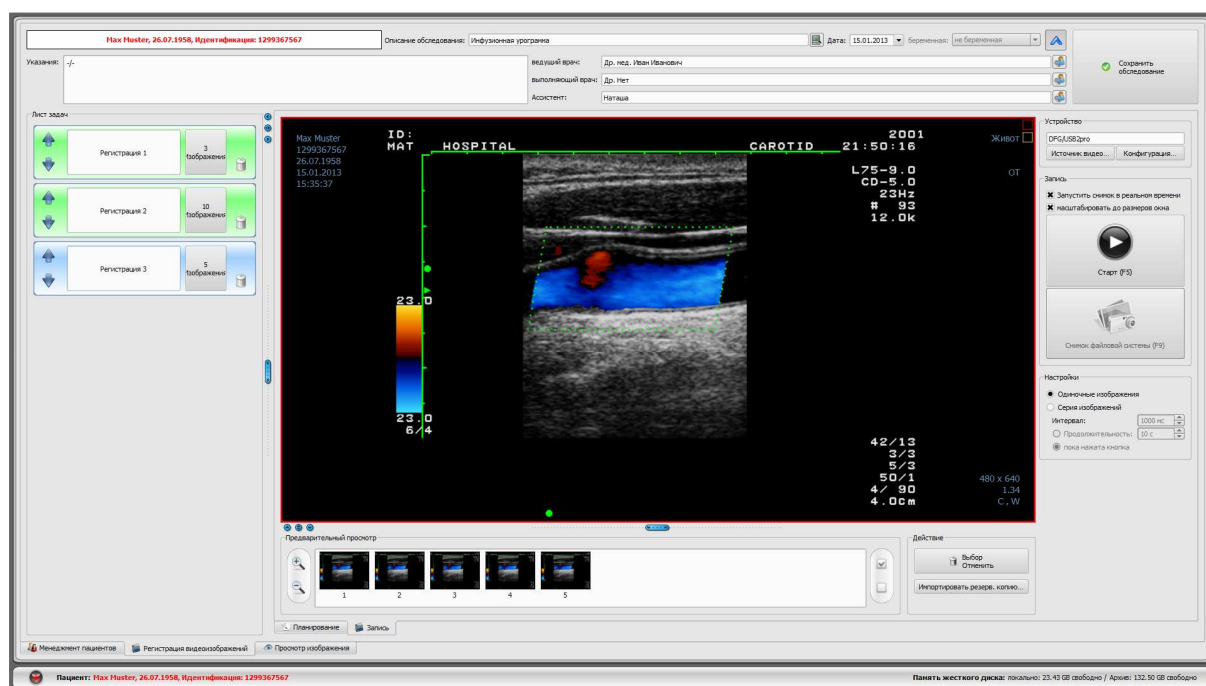 Max Muster, 26.07.1958, Идентификация: 1299367567
Описание обследования: Инфузионная урограмма
Дата: 15.01.2013
беременная: не беременная
Указания: -/-
ведущий врач: Др. мед. Иван Иванович
выполняющий врач: Др. Нет
Ассистент: Наташа
Сохранить
обследование
Лист задач
Регистрация 1
3
Изображения
Регистрация 2
10
Изображения
Регистрация 3
5
Изображения
Max Muster
1299367567
26.07.1958
15.01.2013
15:35:37
ID:
MAT HOSPITAL CAROTID
2001
21:50:16
Живот
OT
L75-9.0
CD-5.0
23Hz
# 93
12.0k
23.0
23.0
6/4
42/13
3/3
5/3
50/1
4/ 90
4.0cm
480 x 640
1.34
C, W
Предварительный просмотр
1 2 3 4 5
Действие
Выбор
Отменить
Импортировать резерв. копию...
Планирование
Запись
Устройство
DFG/USB2pro
Источник видео...
Конфигурация...
Запись
Запустить снимок в реальном времени
масштабировать до размеров окна
Старт (F5)
Снимок файловой системы (F9)
Настройки
Одиночные изображения
Серия изображений
Интервал: 1000 мс
Продолжительность: 10 с
пока нажата кнопка
Менеджмент пациентов
Регистрация видеоизображений
Просмотр изображения
Пациент: Max Muster, 26.07.1958, Идентификация: 1299367567
Память жесткого диска: локально: 23.43 GB свободно / Архив: 132.50 GB свободно